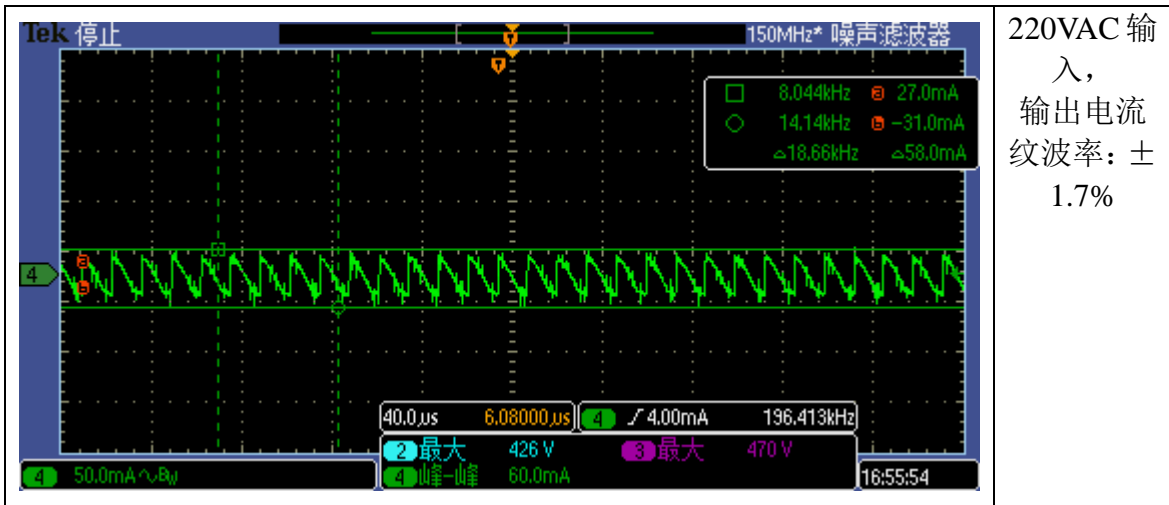 Tek 停止
150MHz* 噪声滤波器
8.044kHz a 27.0mA
14.14kHz b -31.0mA
△18.66kHz △58.0mA
a
4
b
40.0µs 6.08000µs
4 4.00mA 196.413kHz
2 最大 426 V 3 最大 470 V
4 峰-峰 60.0mA
4 50.0mA∿Bw
16:55:54
220VAC 输
入,
输出电流
纹波率:±
1.7%